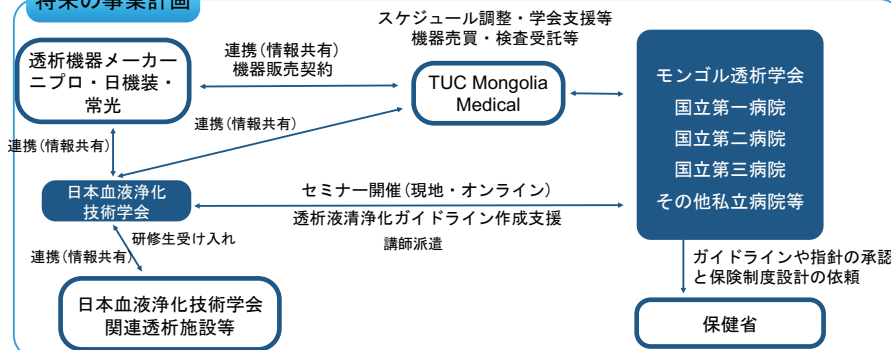 将来の事業計画
スケジュール調整・学会支援等
機器売買・検査受託等
透析機器メーカー
ニプロ・日機装・
常光
連携(情報共有)
機器販売契約
TUC Mongolia
Medical
モンゴル透析学会
国立第一病院
国立第二病院
国立第三病院
その他私立病院等
連携(情報共有)
連携(情報共有)
日本血液浄化
技術学会
セミナー開催(現地・オンライン)
透析液清浄化ガイドライン作成支援
講師派遣
研修生受け入れ
連携(情報共有)
ガイドラインや指針の承認
と保険制度設計の依頼
日本血液浄化技術学会
関連透析施設等
保健省